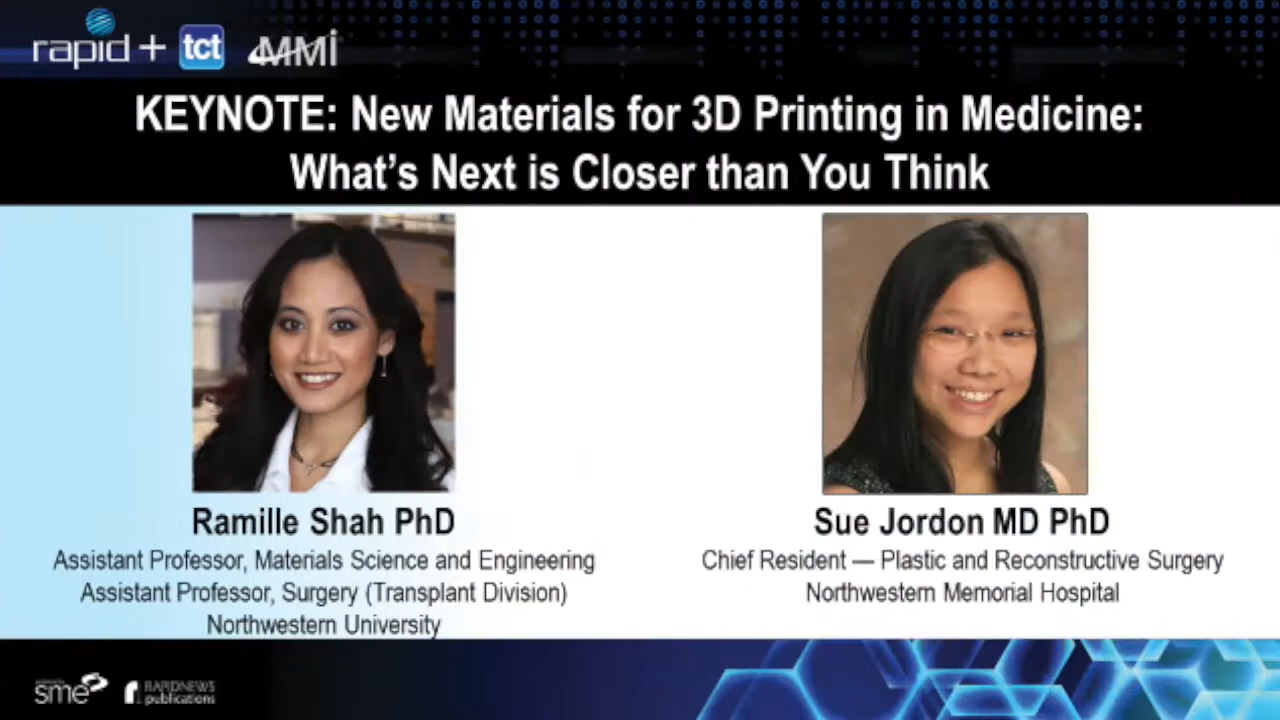 rapid + tct MMI
KEYNOTE: New Materials for 3D Printing in Medicine:
What's Next is Closer than You Think
Ramille Shah PhD
Assistant Professor, Materials Science and Engineering
Assistant Professor, Surgery (Transplant Division)
Northwestern University
Sue Jordon MD PhD
Chief Resident — Plastic and Reconstructive Surgery
Northwestern Memorial Hospital
sme
RAPIDNEWS
publications